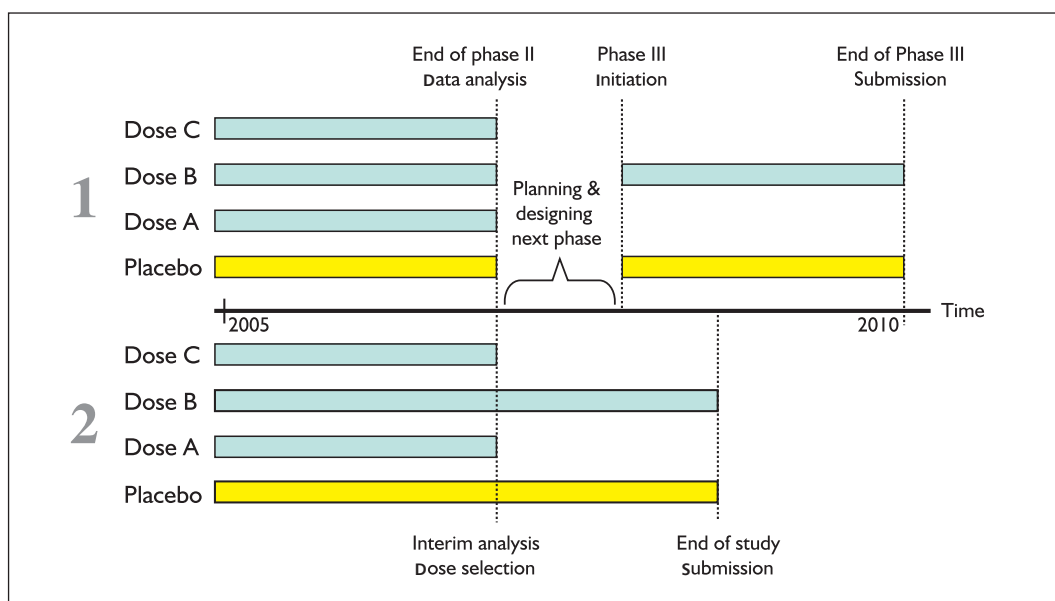 End of phase II
Data analysis
Phase III
Initiation
End of Phase III
Submission
1
Dose C
Dose B
Dose A
Placebo
Planning &
designing
next phase
2005
2010
Time
2
Dose C
Dose B
Dose A
Placebo
Interim analysis
Dose selection
End of study
Submission